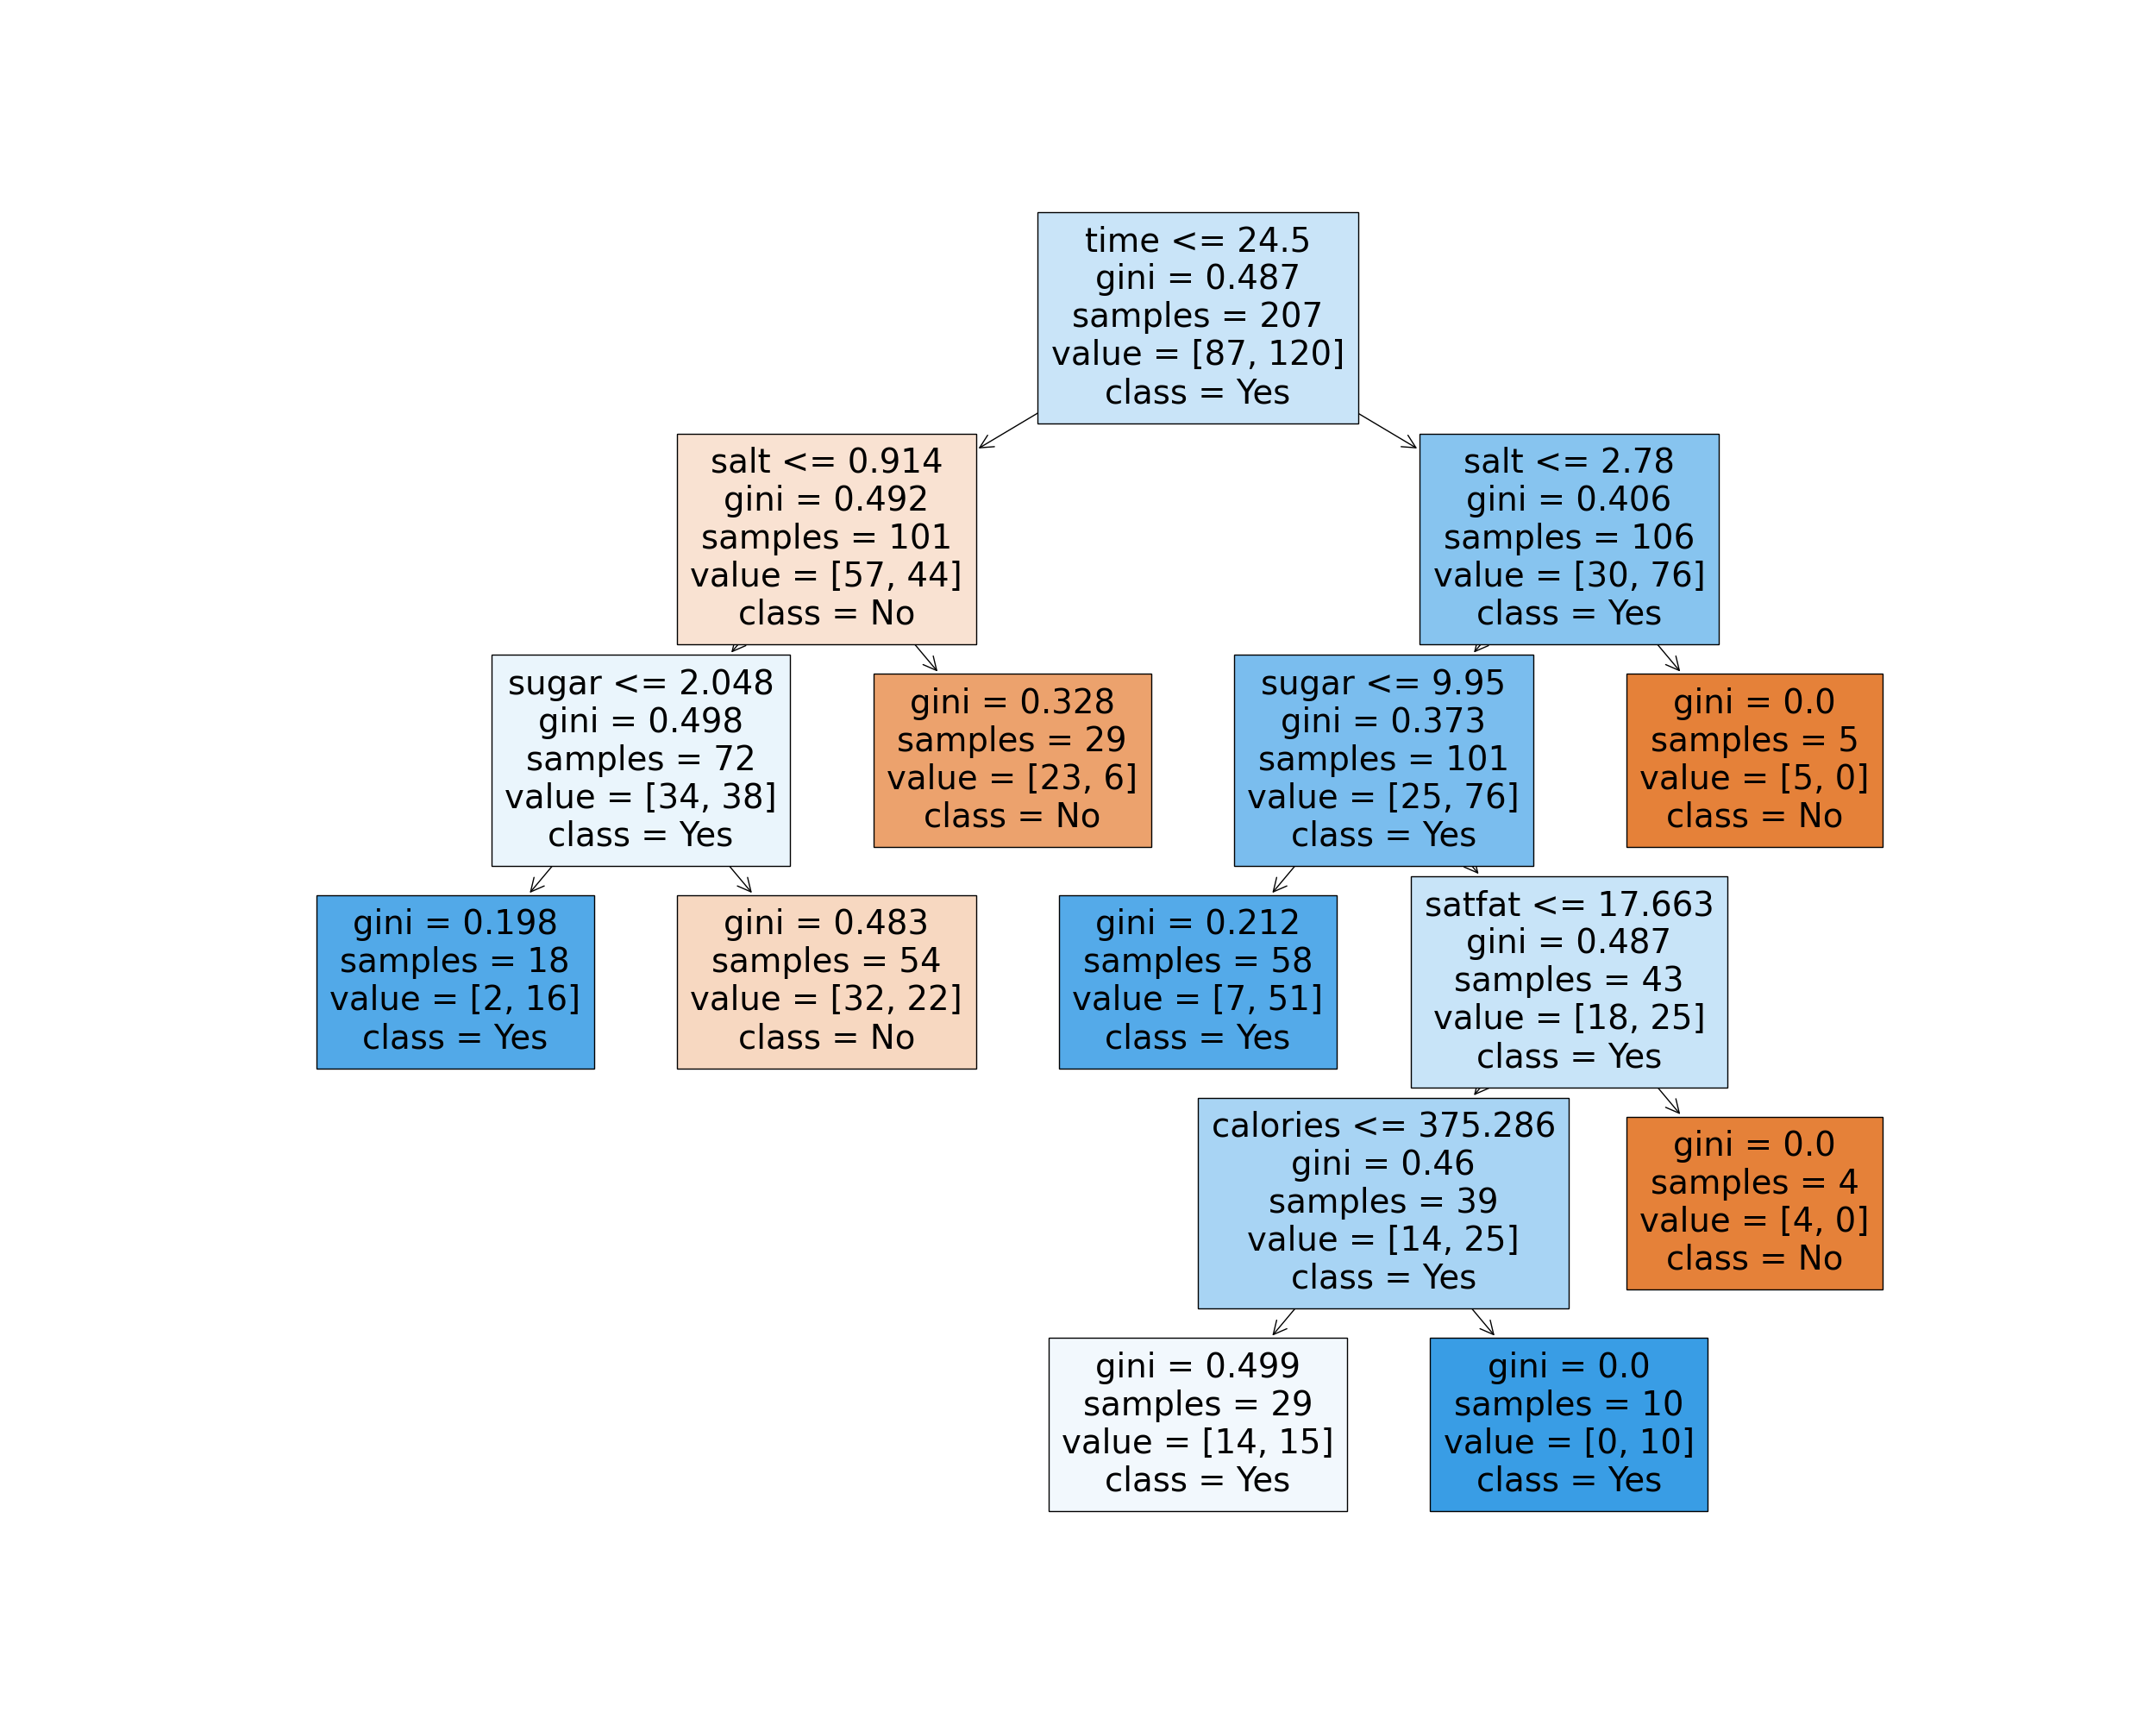 time <= 24.5
gini = 0.487
samples = 207
value = [87, 120]
class = Yes
salt <= 0.914
gini = 0.492
samples = 101
value = [57, 44]
class = No
salt <= 2.78
gini = 0.406
samples = 106
value = [30, 76]
class = Yes
sugar <= 2.048
gini = 0.498
samples = 72
value = [34, 38]
class = Yes
gini = 0.328
samples = 29
value = [23, 6]
class = No
sugar <= 9.95
gini = 0.373
samples = 101
value = [25, 76]
class = Yes
gini = 0.0
samples = 5
value = [5, 0]
class = No
gini = 0.198
samples = 18
value = [2, 16]
class = Yes
gini = 0.483
samples = 54
value = [32, 22]
class = No
gini = 0.212
samples = 58
value = [7, 51]
class = Yes
satfat <= 17.663
gini = 0.487
samples = 43
value = [18, 25]
class = Yes
calories <= 375.286
gini = 0.46
samples = 39
value = [14, 25]
class = Yes
gini = 0.0
samples = 4
value = [4, 0]
class = No
gini = 0.499
samples = 29
value = [14, 15]
class = Yes
gini = 0.0
samples = 10
value = [0, 10]
class = Yes